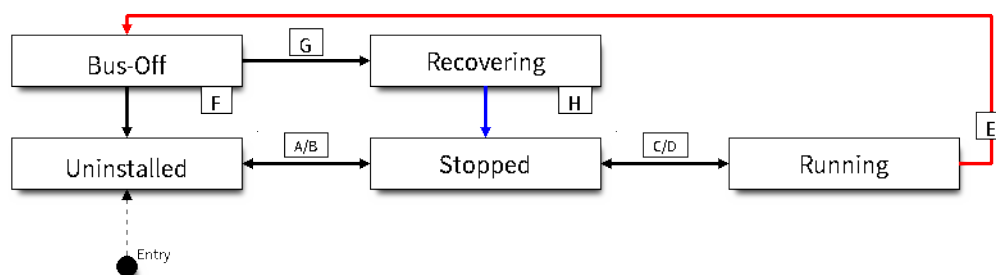 Bus-Off
G
Recovering
F
H
E
Uninstalled
A/B
Stopped
C/D
Running
Entry